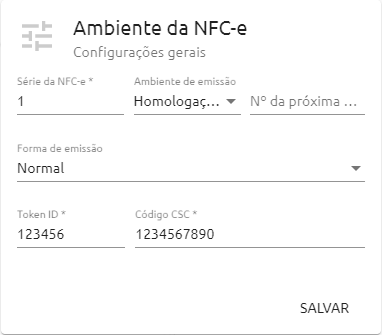 Ambiente da NFC-e
Configurações gerais
Série da NFC-e * Ambiente de emissão
1 Homologaç... Nº da próxima ...
Forma de emissão
Normal
Token ID * Código CSC *
123456 1234567890
SALVAR